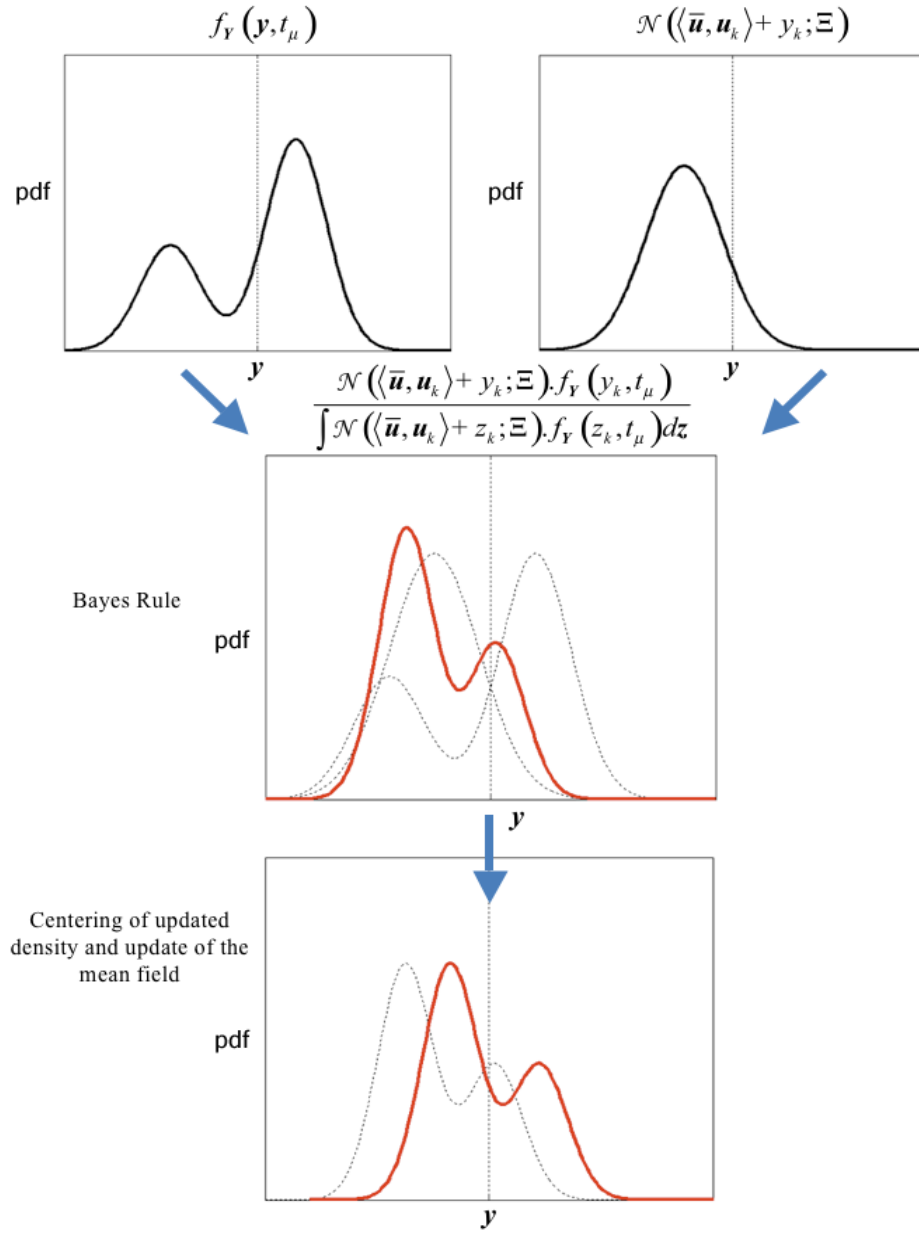 f_Y(y, t_μ)
𝒩(⟨ū, u_k⟩ + y_k; Ξ)
pdf
pdf
y
y
𝒩(⟨ū, u_k⟩ + y_k; Ξ).f_Y(y_k, t_μ)
∫𝒩(⟨ū, u_k⟩ + z_k; Ξ).f_Y(z_k, t_μ)dz
Bayes Rule
pdf
y
Centering of updated
density and update of the
mean field
pdf
y